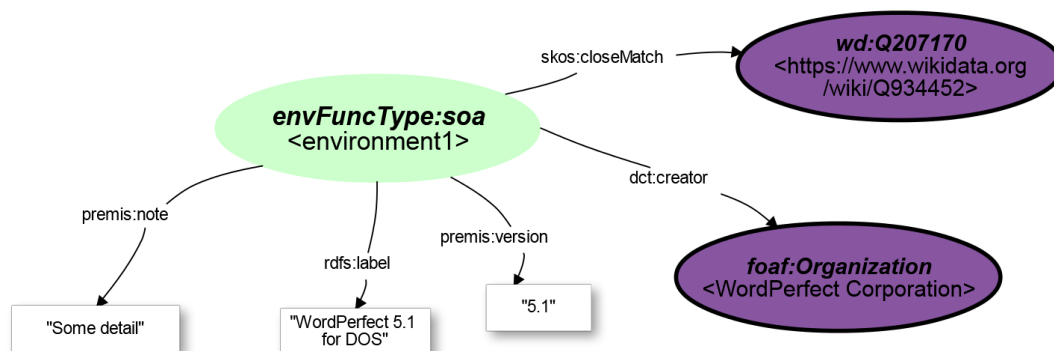 wd:Q207170
<https://www.wikidata.org
/wiki/Q934452>
skos:closeMatch
envFuncType:soa
<environment1>
dct:creator
premis:note
premis:version
rdfs:label
foaf:Organization
<WordPerfect Corporation>
"Some detail"
"WordPerfect 5.1
for DOS"
"5.1"